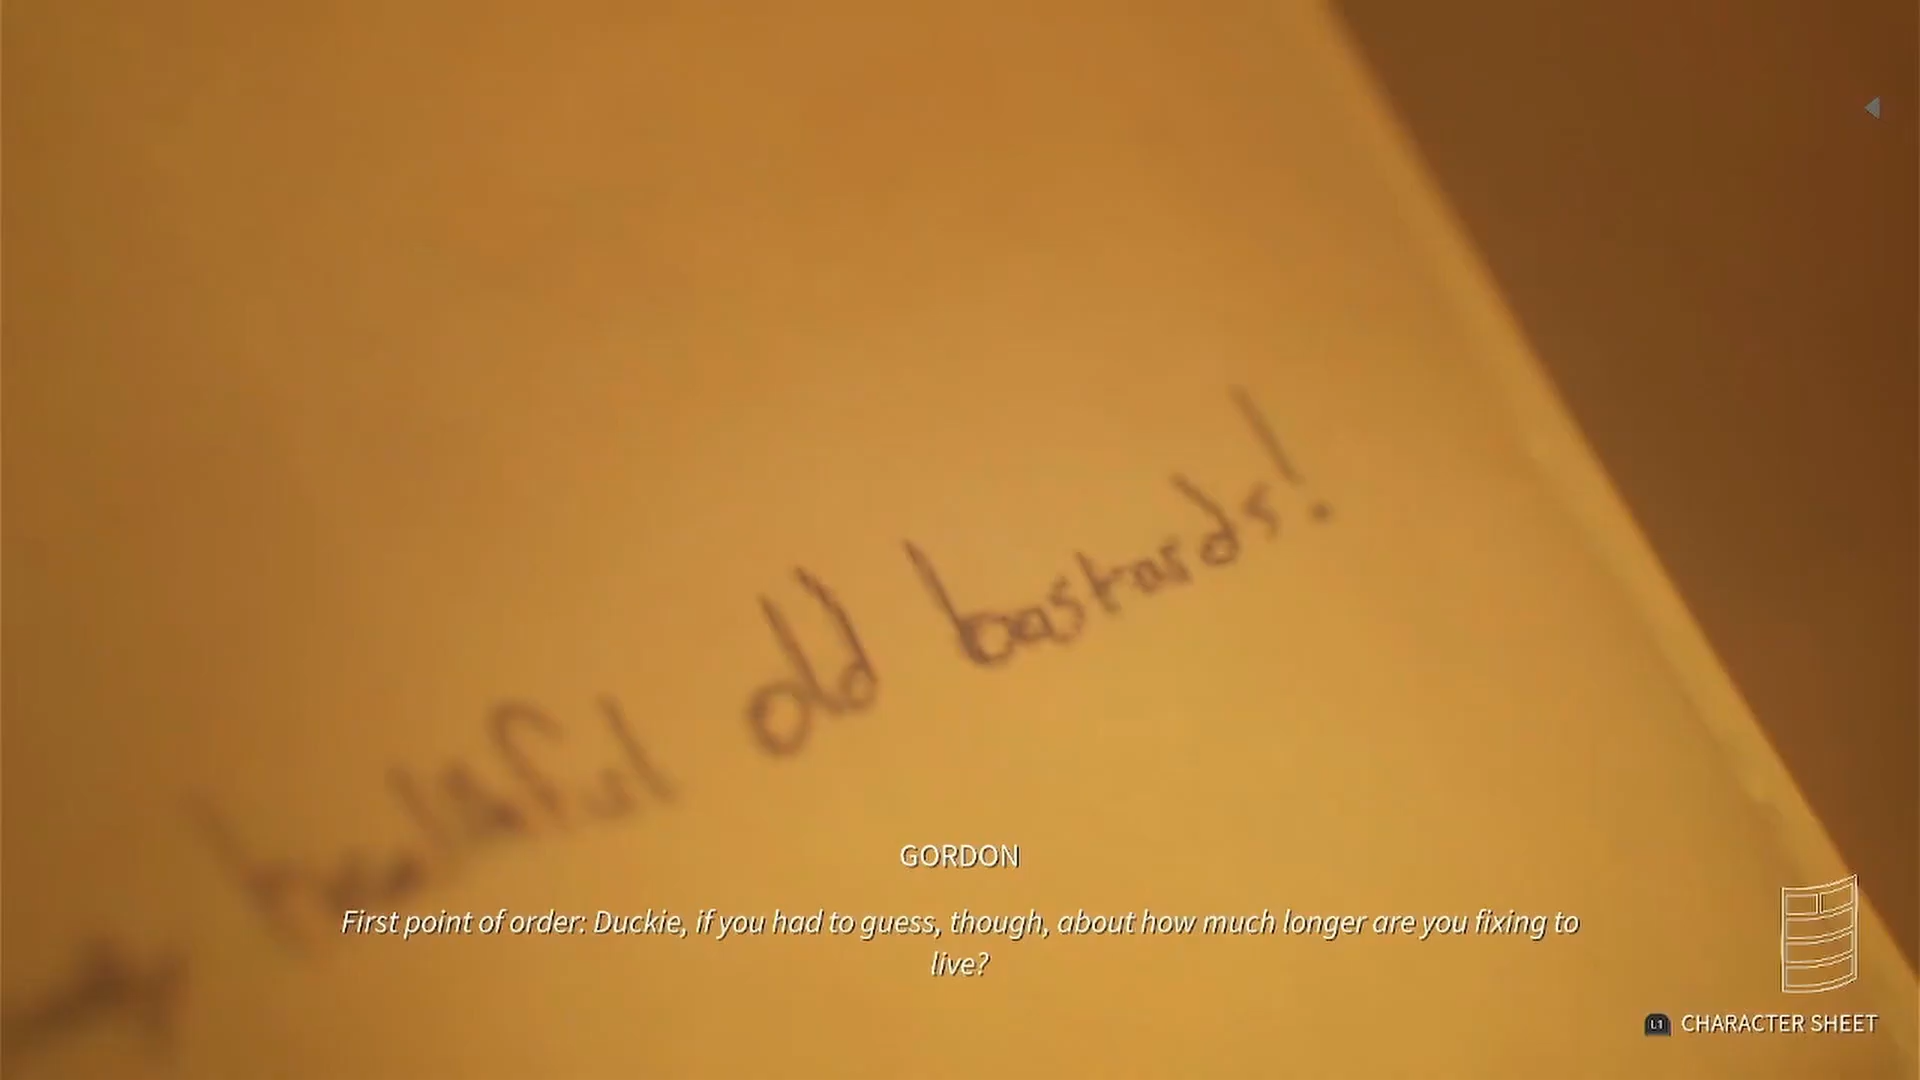 old bastards!
GORDON
First point of order: Duckie, if you had to guess, though, about how much longer are you fixing to
live?
L1 CHARACTER SHEET